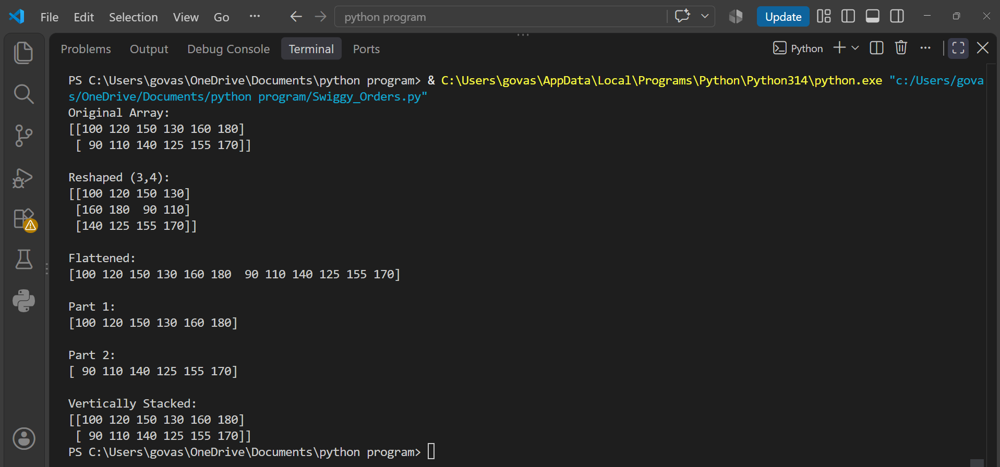 File Edit Selection View Go ··· python program Update
Problems Output Debug Console Terminal Ports Python
PS C:\Users\govas\OneDrive\Documents\python program> & C:\Users\govas\AppData\Local\Programs\Python\Python314\python.exe "c:/Users/gova
s/OneDrive/Documents/python program/Swiggy_Orders.py"
Original Array:
[[100 120 150 130 160 180]
 [ 90 110 140 125 155 170]]
Reshaped (3,4):
[[100 120 150 130]
 [160 180  90 110]
 [140 125 155 170]]
Flattened:
[100 120 150 130 160 180  90 110 140 125 155 170]
Part 1:
[100 120 150 130 160 180]
Part 2:
[ 90 110 140 125 155 170]
Vertically Stacked:
[[100 120 150 130 160 180]
 [ 90 110 140 125 155 170]]
PS C:\Users\govas\OneDrive\Documents\python program>